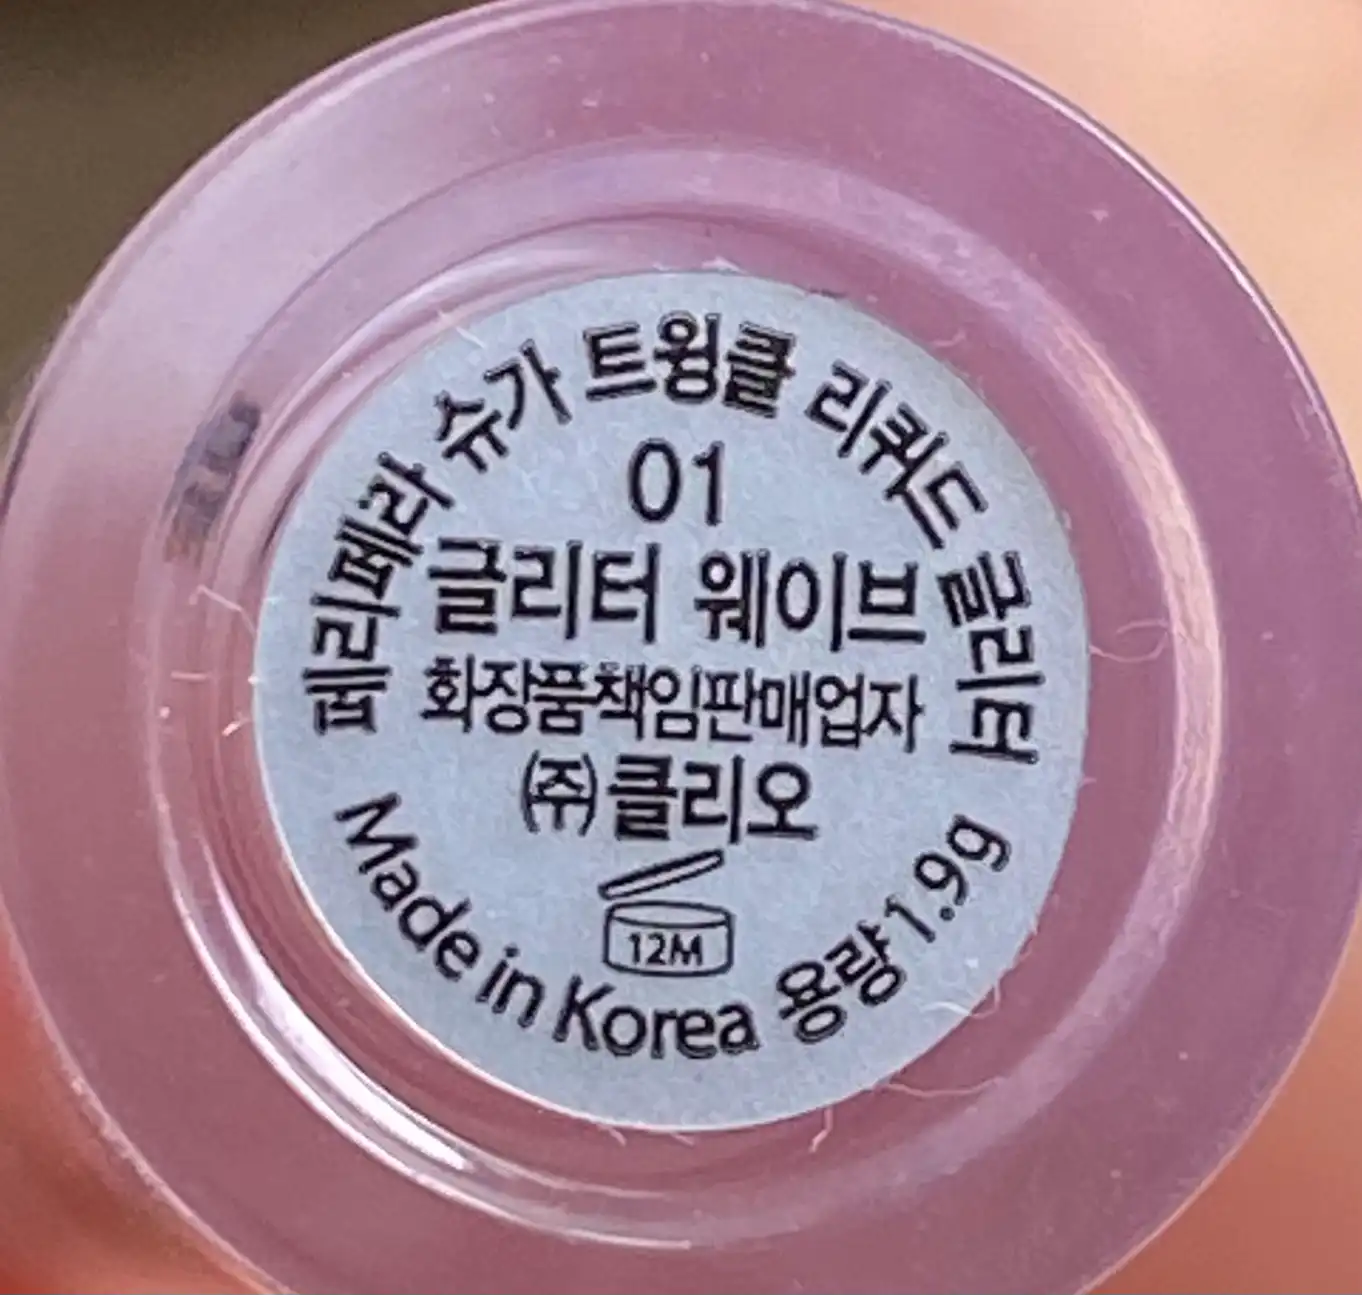 페리페라 슈가 트윙클 리퀴드 글리터
01
글리터 웨이브
화장품책임판매업자
㈜클리오
12M
Made in Korea 용량 1.9g